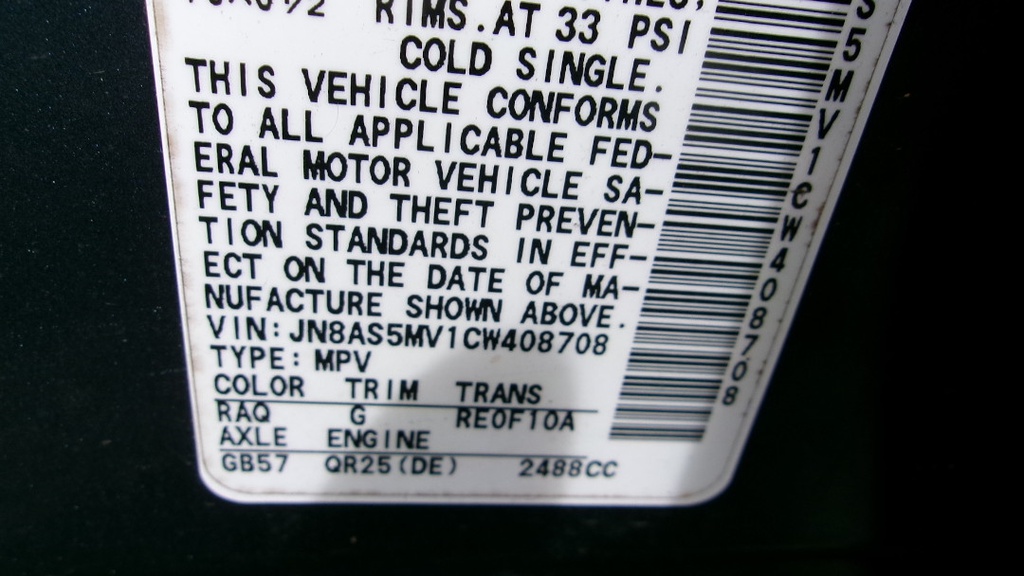 RIMS. AT 33 PSI
COLD SINGLE.
THIS VEHICLE CONFORMS
TO ALL APPLICABLE FED-
ERAL MOTOR VEHICLE SA-
FETY AND THEFT PREVEN-
TION STANDARDS IN EFF-
ECT ON THE DATE OF MA-
NUFACTURE SHOWN ABOVE.
VIN: JN8AS5MV1CW408708
TYPE: MPV
COLOR TRIM TRANS
RAQ G RE0F10A
AXLE ENGINE
GB57 QR25(DE) 2488CC
S5MV1CW408708